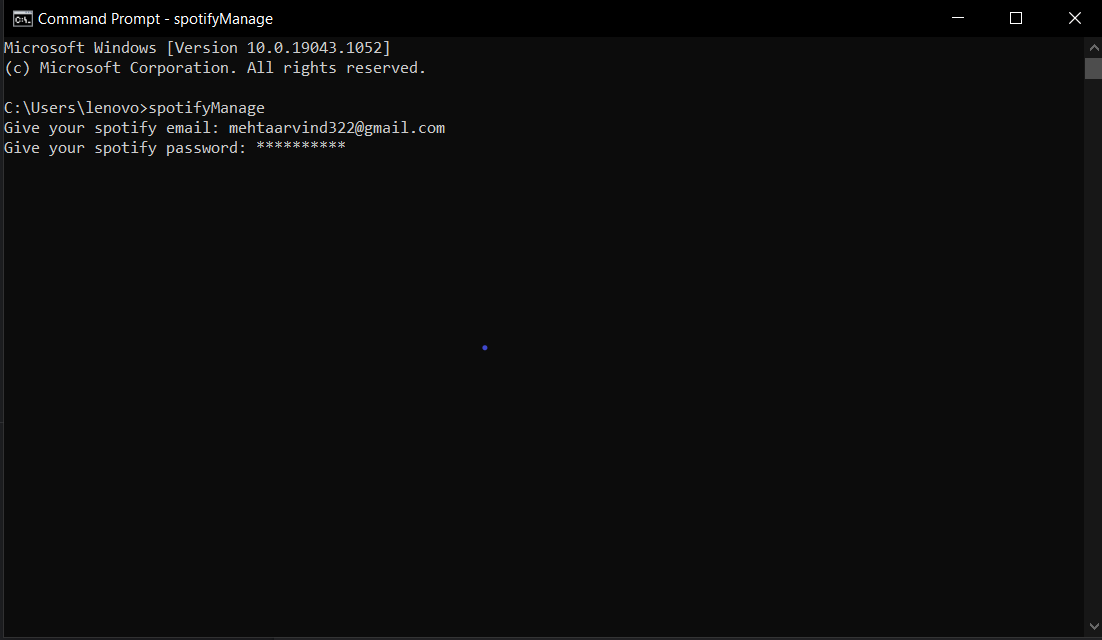 Command Prompt - spotifyManage
Microsoft Windows [Version 10.0.19043.1052]
(c) Microsoft Corporation. All rights reserved.
C:\Users\lenovo>spotifyManage
Give your spotify email: mehtaarvind322@gmail.com
Give your spotify password: **********